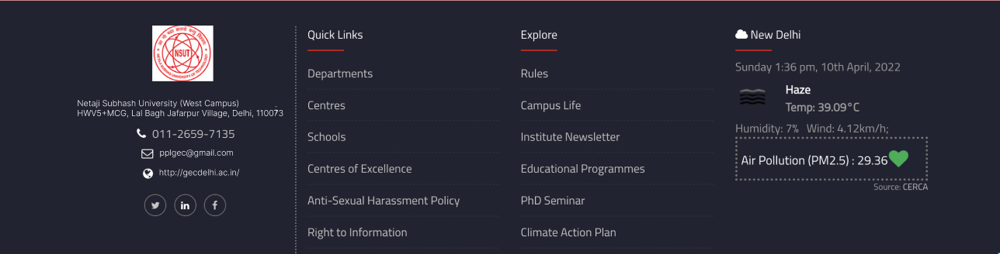 NSUT
Netaji Subhash University (West Campus)
HWV5+MCG, Lal Bagh Jafarpur Village, Delhi, 110073
011-2659-7135
pplgec@gmail.com
http://gecdelhi.ac.in/
Quick Links
Departments
Centres
Schools
Centres of Excellence
Anti-Sexual Harassment Policy
Right to Information
Explore
Rules
Campus Life
Institute Newsletter
Educational Programmes
PhD Seminar
Climate Action Plan
New Delhi
Sunday 1:36 pm, 10th April, 2022
Haze
Temp: 39.09°C
Humidity: 7% Wind: 4.12km/h;
Air Pollution (PM2.5) : 29.36
Source: CERCA